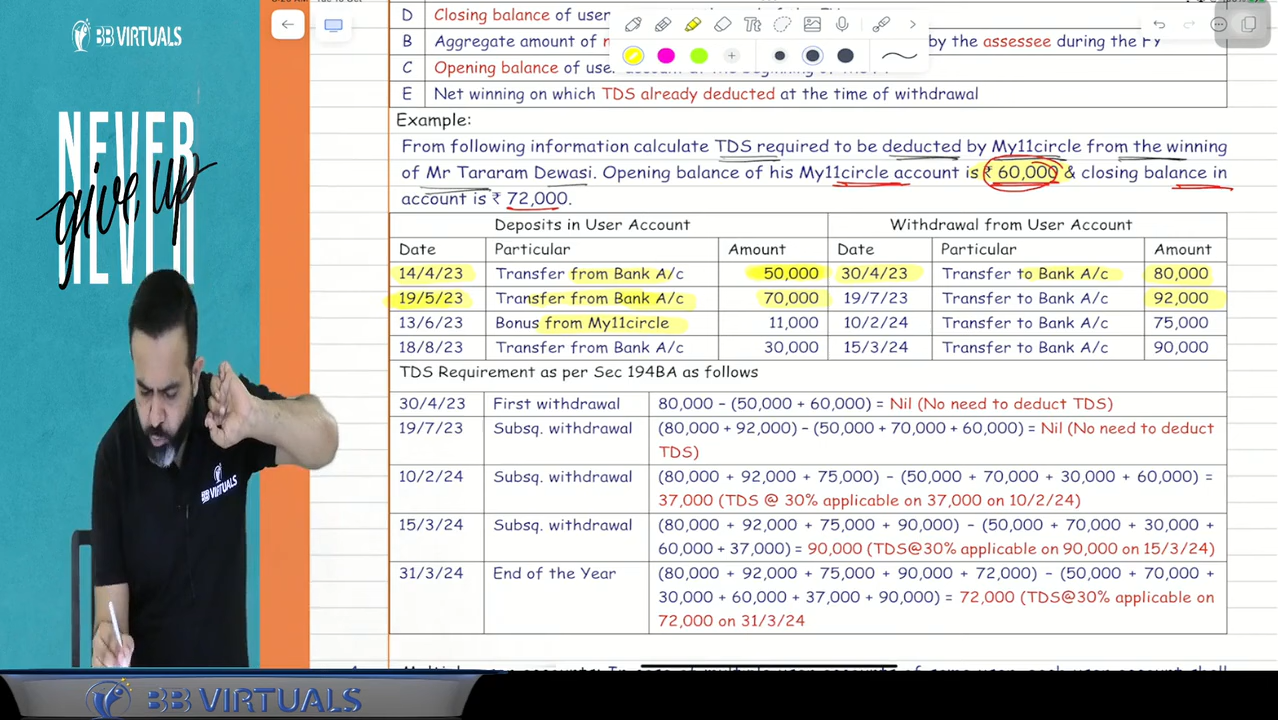 BB VIRTUALS
NEVER
give up
NEVER
D Closing balance of user
B Aggregate amount of by the assessee during the FY
C Opening balance of user account
E Net winning on which TDS already deducted at the time of withdrawal
Example:
From following information calculate TDS required to be deducted by My11circle from the winning
of Mr Tararam Dewasi. Opening balance of his My11circle account is ₹ 60,000 & closing balance in
account is ₹ 72,000.
Deposits in User Account Withdrawal from User Account
Date Particular Amount Date Particular Amount
14/4/23 Transfer from Bank A/c 50,000 30/4/23 Transfer to Bank A/c 80,000
19/5/23 Transfer from Bank A/c 70,000 19/7/23 Transfer to Bank A/c 92,000
13/6/23 Bonus from My11circle 11,000 10/2/24 Transfer to Bank A/c 75,000
18/8/23 Transfer from Bank A/c 30,000 15/3/24 Transfer to Bank A/c 90,000
TDS Requirement as per Sec 194BA as follows
30/4/23 First withdrawal 80,000 – (50,000 + 60,000) = Nil (No need to deduct TDS)
19/7/23 Subsq. withdrawal (80,000 + 92,000) – (50,000 + 70,000 + 60,000) = Nil (No need to deduct
TDS)
10/2/24 Subsq. withdrawal (80,000 + 92,000 + 75,000) – (50,000 + 70,000 + 30,000 + 60,000) =
37,000 (TDS @ 30% applicable on 37,000 on 10/2/24)
15/3/24 Subsq. withdrawal (80,000 + 92,000 + 75,000 + 90,000) – (50,000 + 70,000 + 30,000 +
60,000 + 37,000) = 90,000 (TDS@30% applicable on 90,000 on 15/3/24)
31/3/24 End of the Year (80,000 + 92,000 + 75,000 + 90,000 + 72,000) – (50,000 + 70,000 +
30,000 + 60,000 + 37,000 + 90,000) = 72,000 (TDS@30% applicable on
72,000 on 31/3/24
BB VIRTUALS
BB VIRTUALS